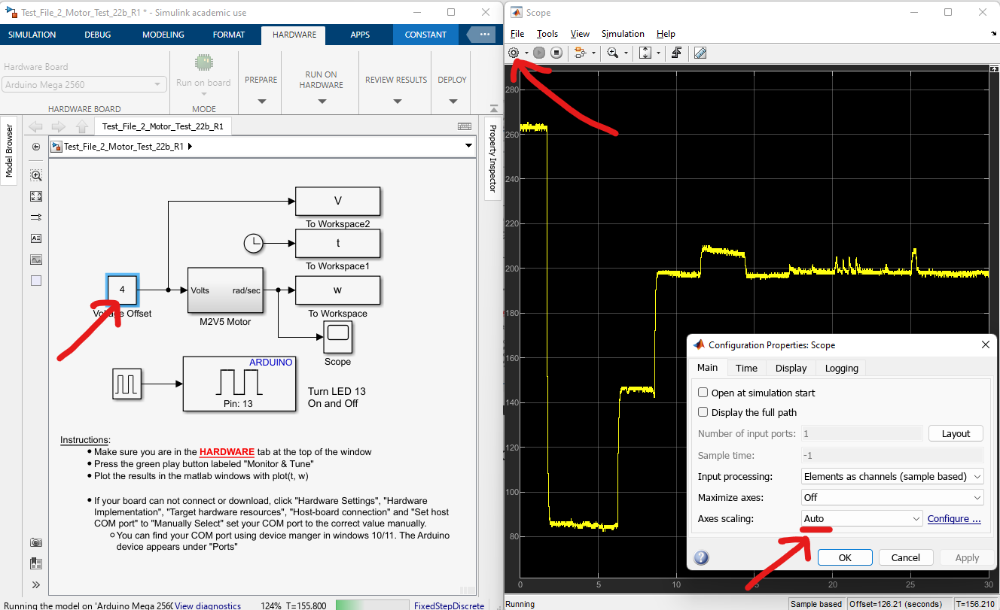 Test_File_2_Motor_Test_22b_R1 * - Simulink academic use
SIMULATION DEBUG MODELING FORMAT HARDWARE APPS CONSTANT
Hardware Board
Arduino Mega 2560
Run on board
PREPARE
RUN ON
HARDWARE
REVIEW RESULTS
DEPLOY
HARDWARE BOARD
MODE
Model Browser
Test_File_2_Motor_Test_22b_R1
Test_File_2_Motor_Test_22b_R1
Property Inspector
V
To Workspace2
t
To Workspace1
4
Voltage Offset
Volts
rad/sec
M2V5 Motor
w
To Workspace
Scope
ARDUINO
Pin: 13
Turn LED 13
On and Off
Instructions:
Make sure you are in the HARDWARE tab at the top of the window
Press the green play button labeled "Monitor & Tune"
Plot the results in the matlab windows with plot(t, w)
If your board can not connect or download, click "Hardware Settings", "Hardware
Implementation", "Target hardware resources", "Host-board connection" and "Set host
COM port" to "Manually Select" set your COM port to the correct value manually.
You can find your COM port using device manger in windows 10/11. The Arduino
device appears under "Ports"
Running the model on 'Arduino Mega 2560
View diagnostics
124%
T=155.800
FixedStepDiscrete
Scope
File Tools View Simulation Help
280
260
240
220
200
180
160
140
120
100
80
0 5 10 15 20 25 30
Configuration Properties: Scope
Main Time Display Logging
Open at simulation start
Display the full path
Number of input ports: 1 Layout
Sample time: -1
Input processing: Elements as channels (sample based)
Maximize axes: Off
Axes scaling: Auto Configure ...
OK Cancel Apply
Running
Sample based
Offset=126.21 (seconds)
T=156.210